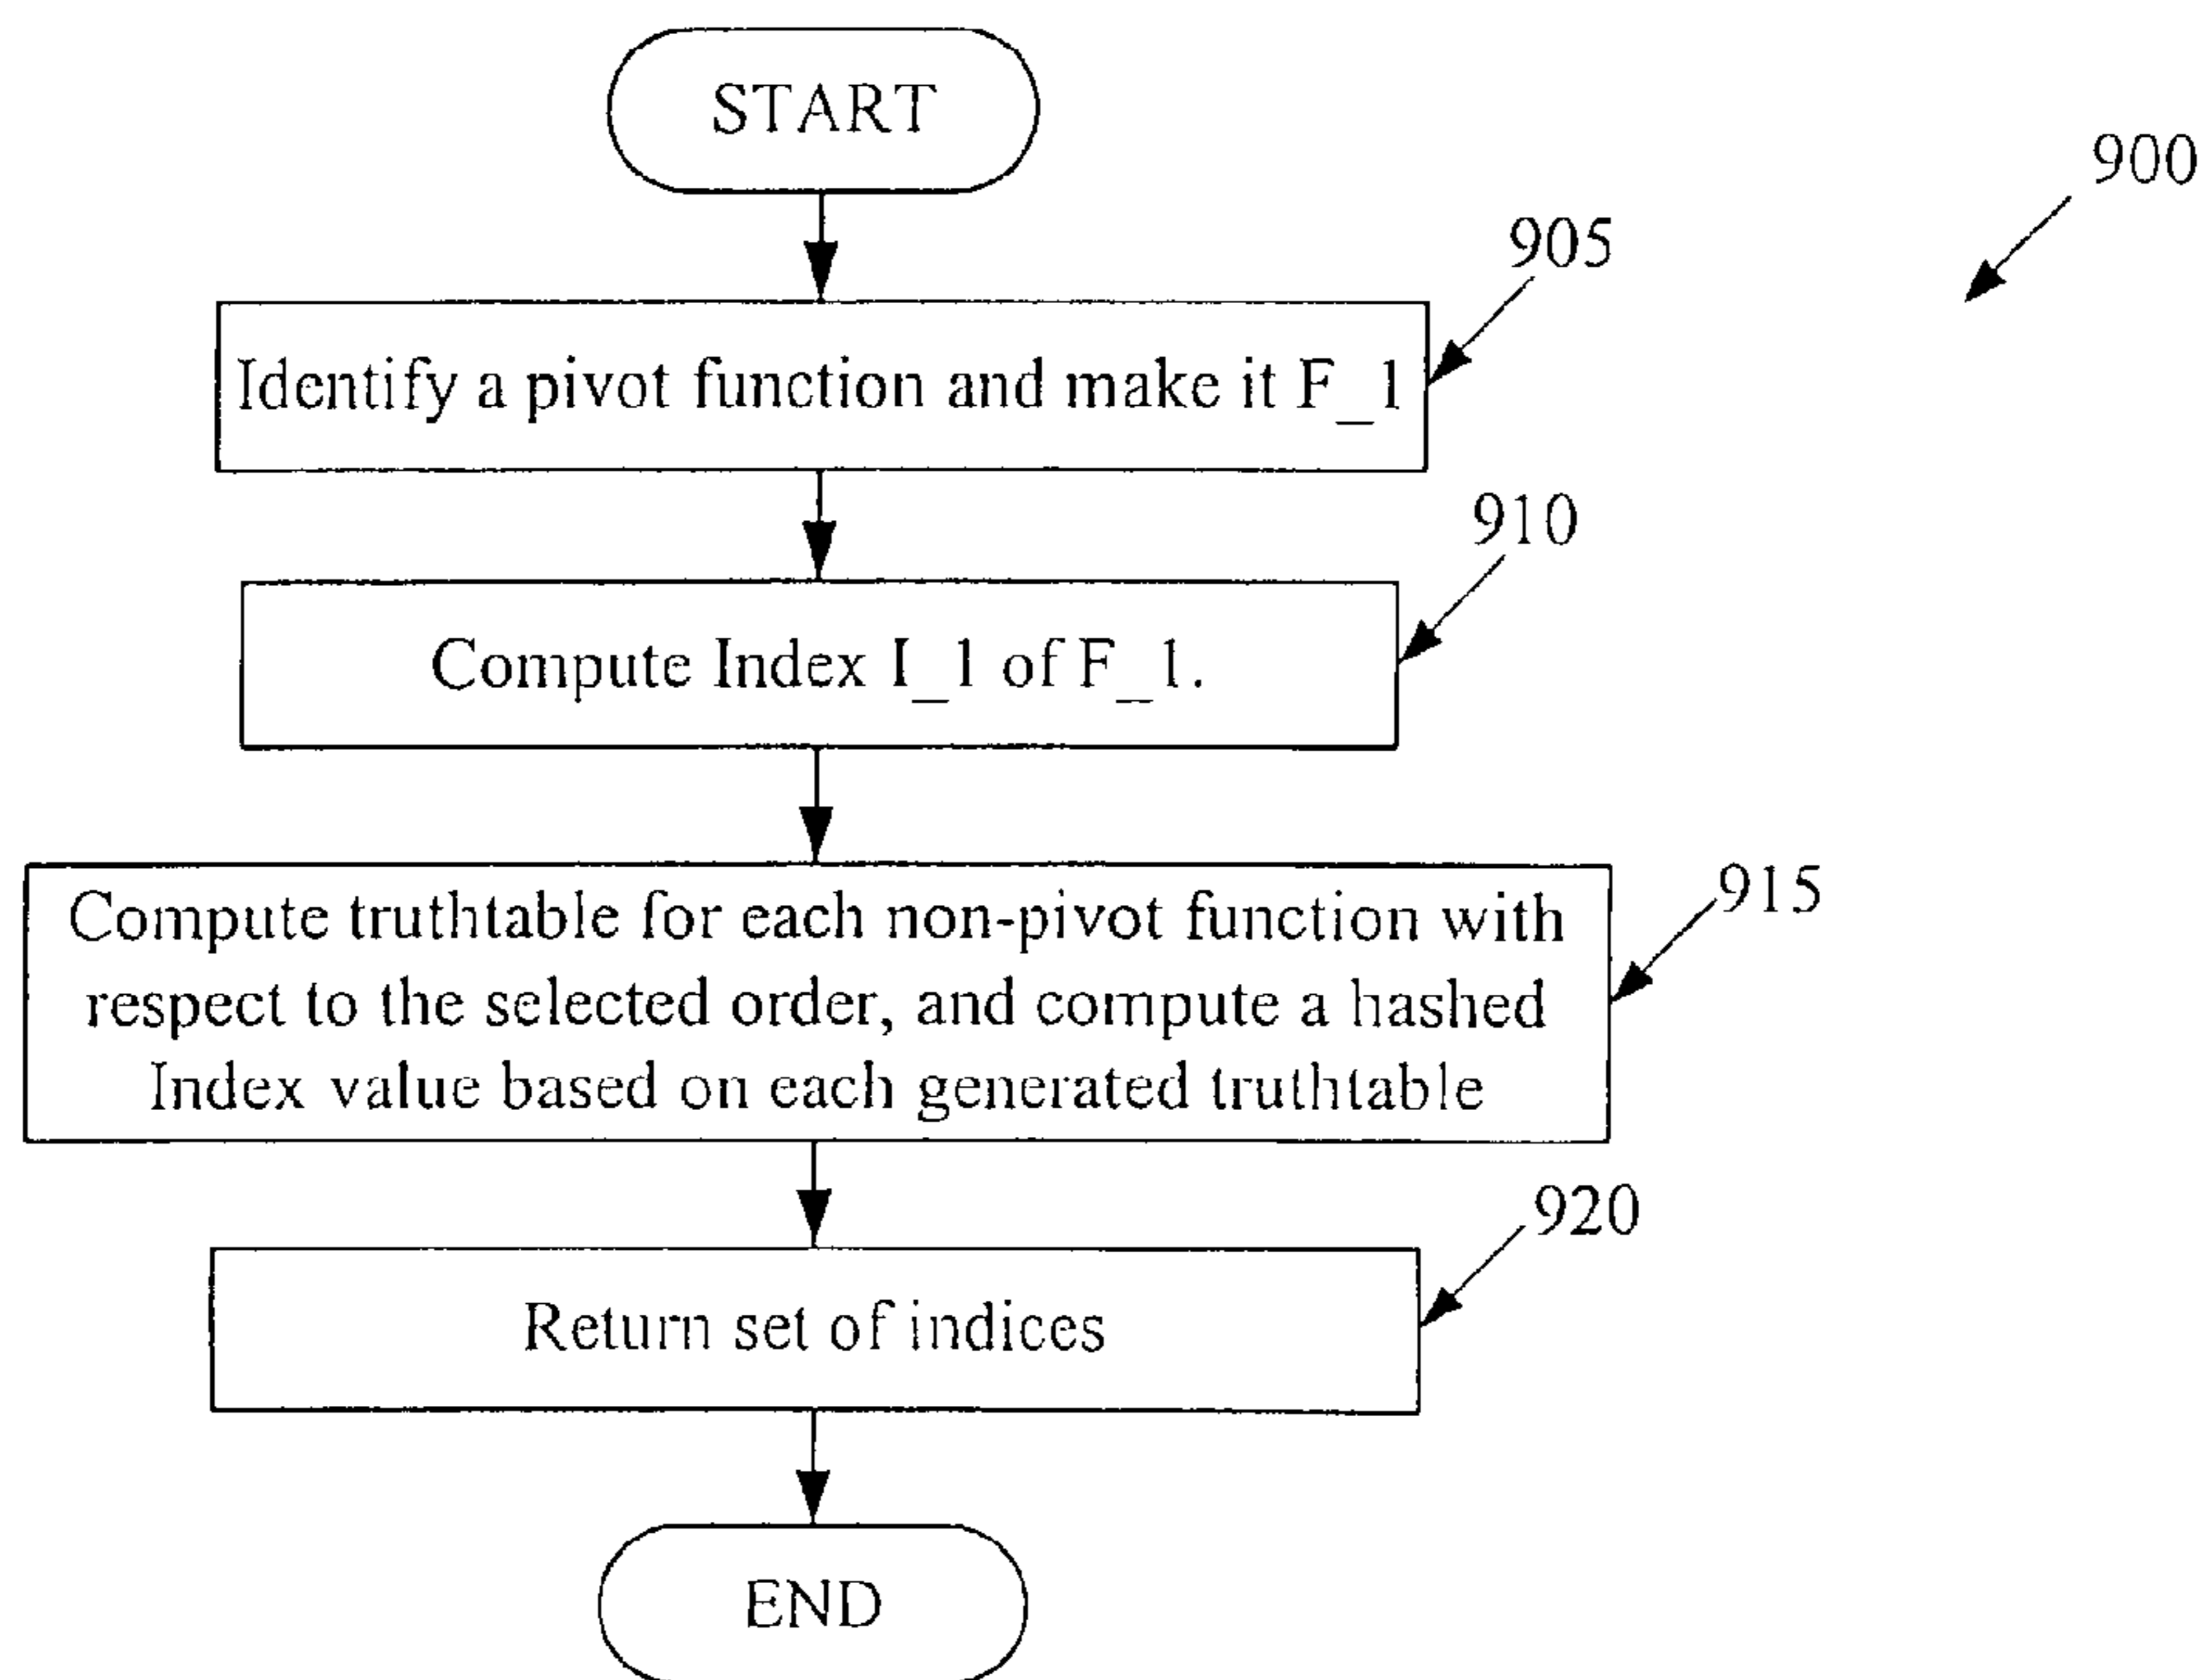 START
900
905
Identify a pivot function and make it F_1
910
Compute Index I_1 of F_1.
915
Compute truthtable for each non-pivot function with
respect to the selected order, and compute a hashed
Index value based on each generated truthtable
920
Return set of indices
END